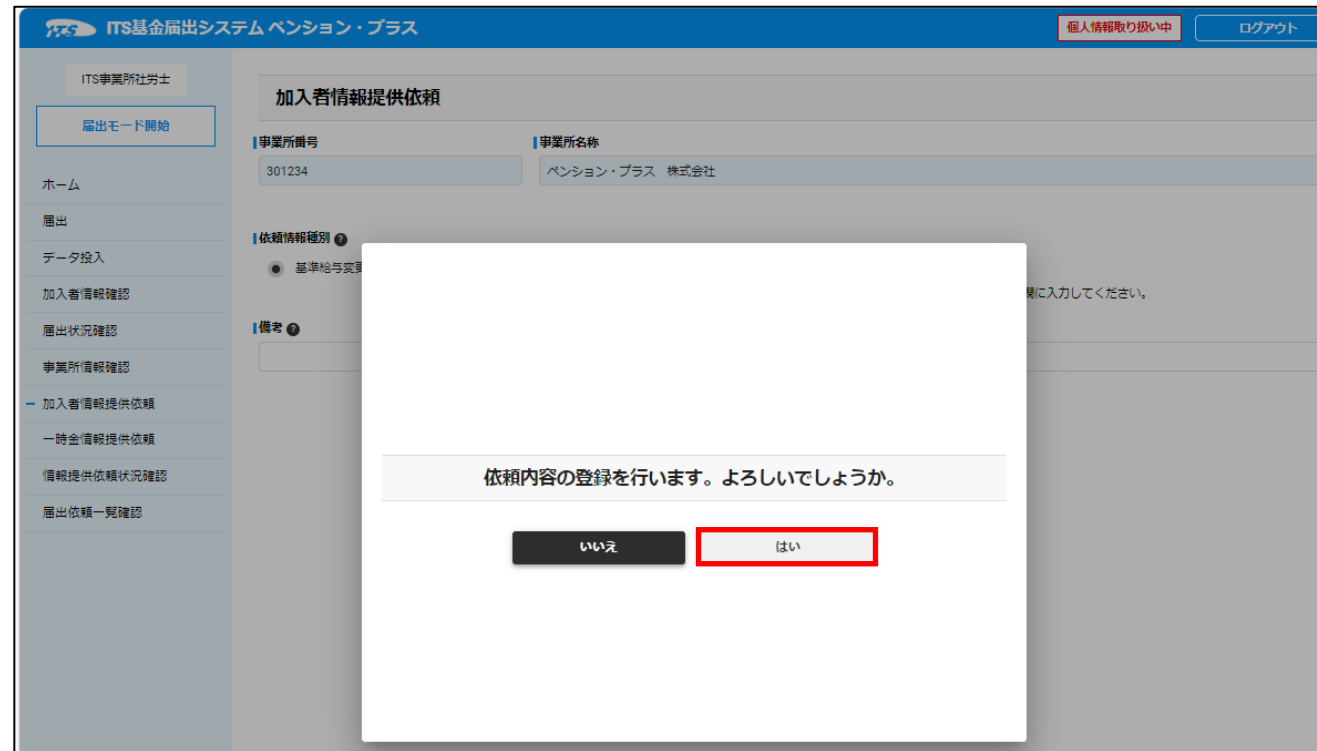 ITS ITS基金届出システム ペンション・プラス
個人情報取り扱い中
ログアウト
ITS事業所社労士
届出モード開始
ホーム
届出
データ投入
加入者情報確認
届出状況確認
事業所情報確認
加入者情報提供依頼
一時金情報提供依頼
情報提供依頼状況確認
届出依頼一覧確認
加入者情報提供依頼
事業所番号
事業所名称
301234
ペンション・プラス 株式会社
依頼情報種別
基準給与変更
欄に入力してください。
備考
依頼内容の登録を行います。よろしいでしょうか。
いいえ
はい